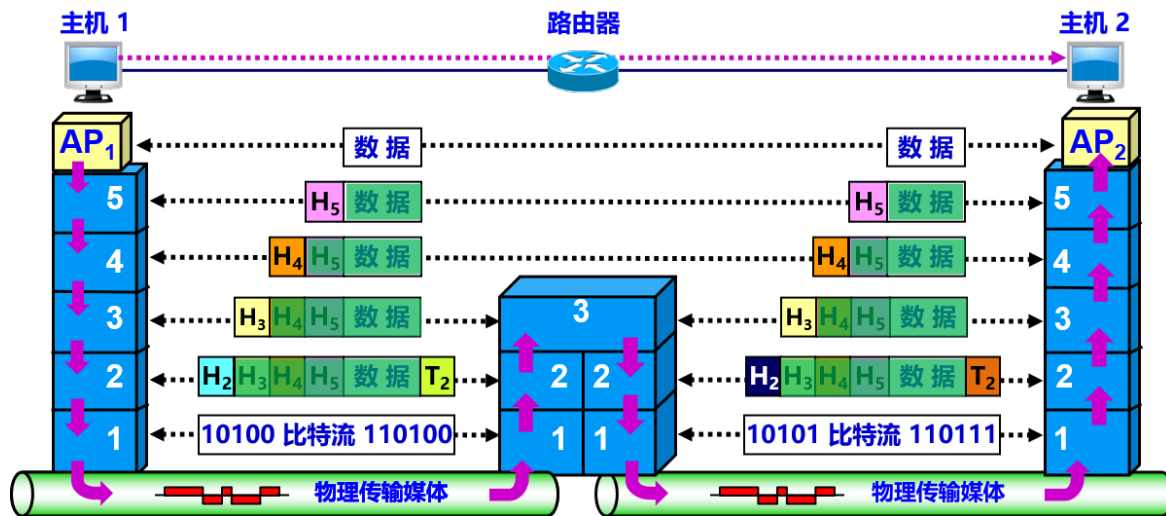 主机 1 路由器 主机 2
AP1 数 据 数 据 AP2
5 H5 数 据 H5 数 据 5
4 H4 H5 数 据 H4 H5 数 据 4
3 H3 H4 H5 数 据 3 H3 H4 H5 数 据 3
2 H2 H3 H4 H5 数 据 T2 2 2 H2 H3 H4 H5 数 据 T2 2
1 10100 比特流 110100 1 1 10101 比特流 110111 1
物理传输媒体 物理传输媒体